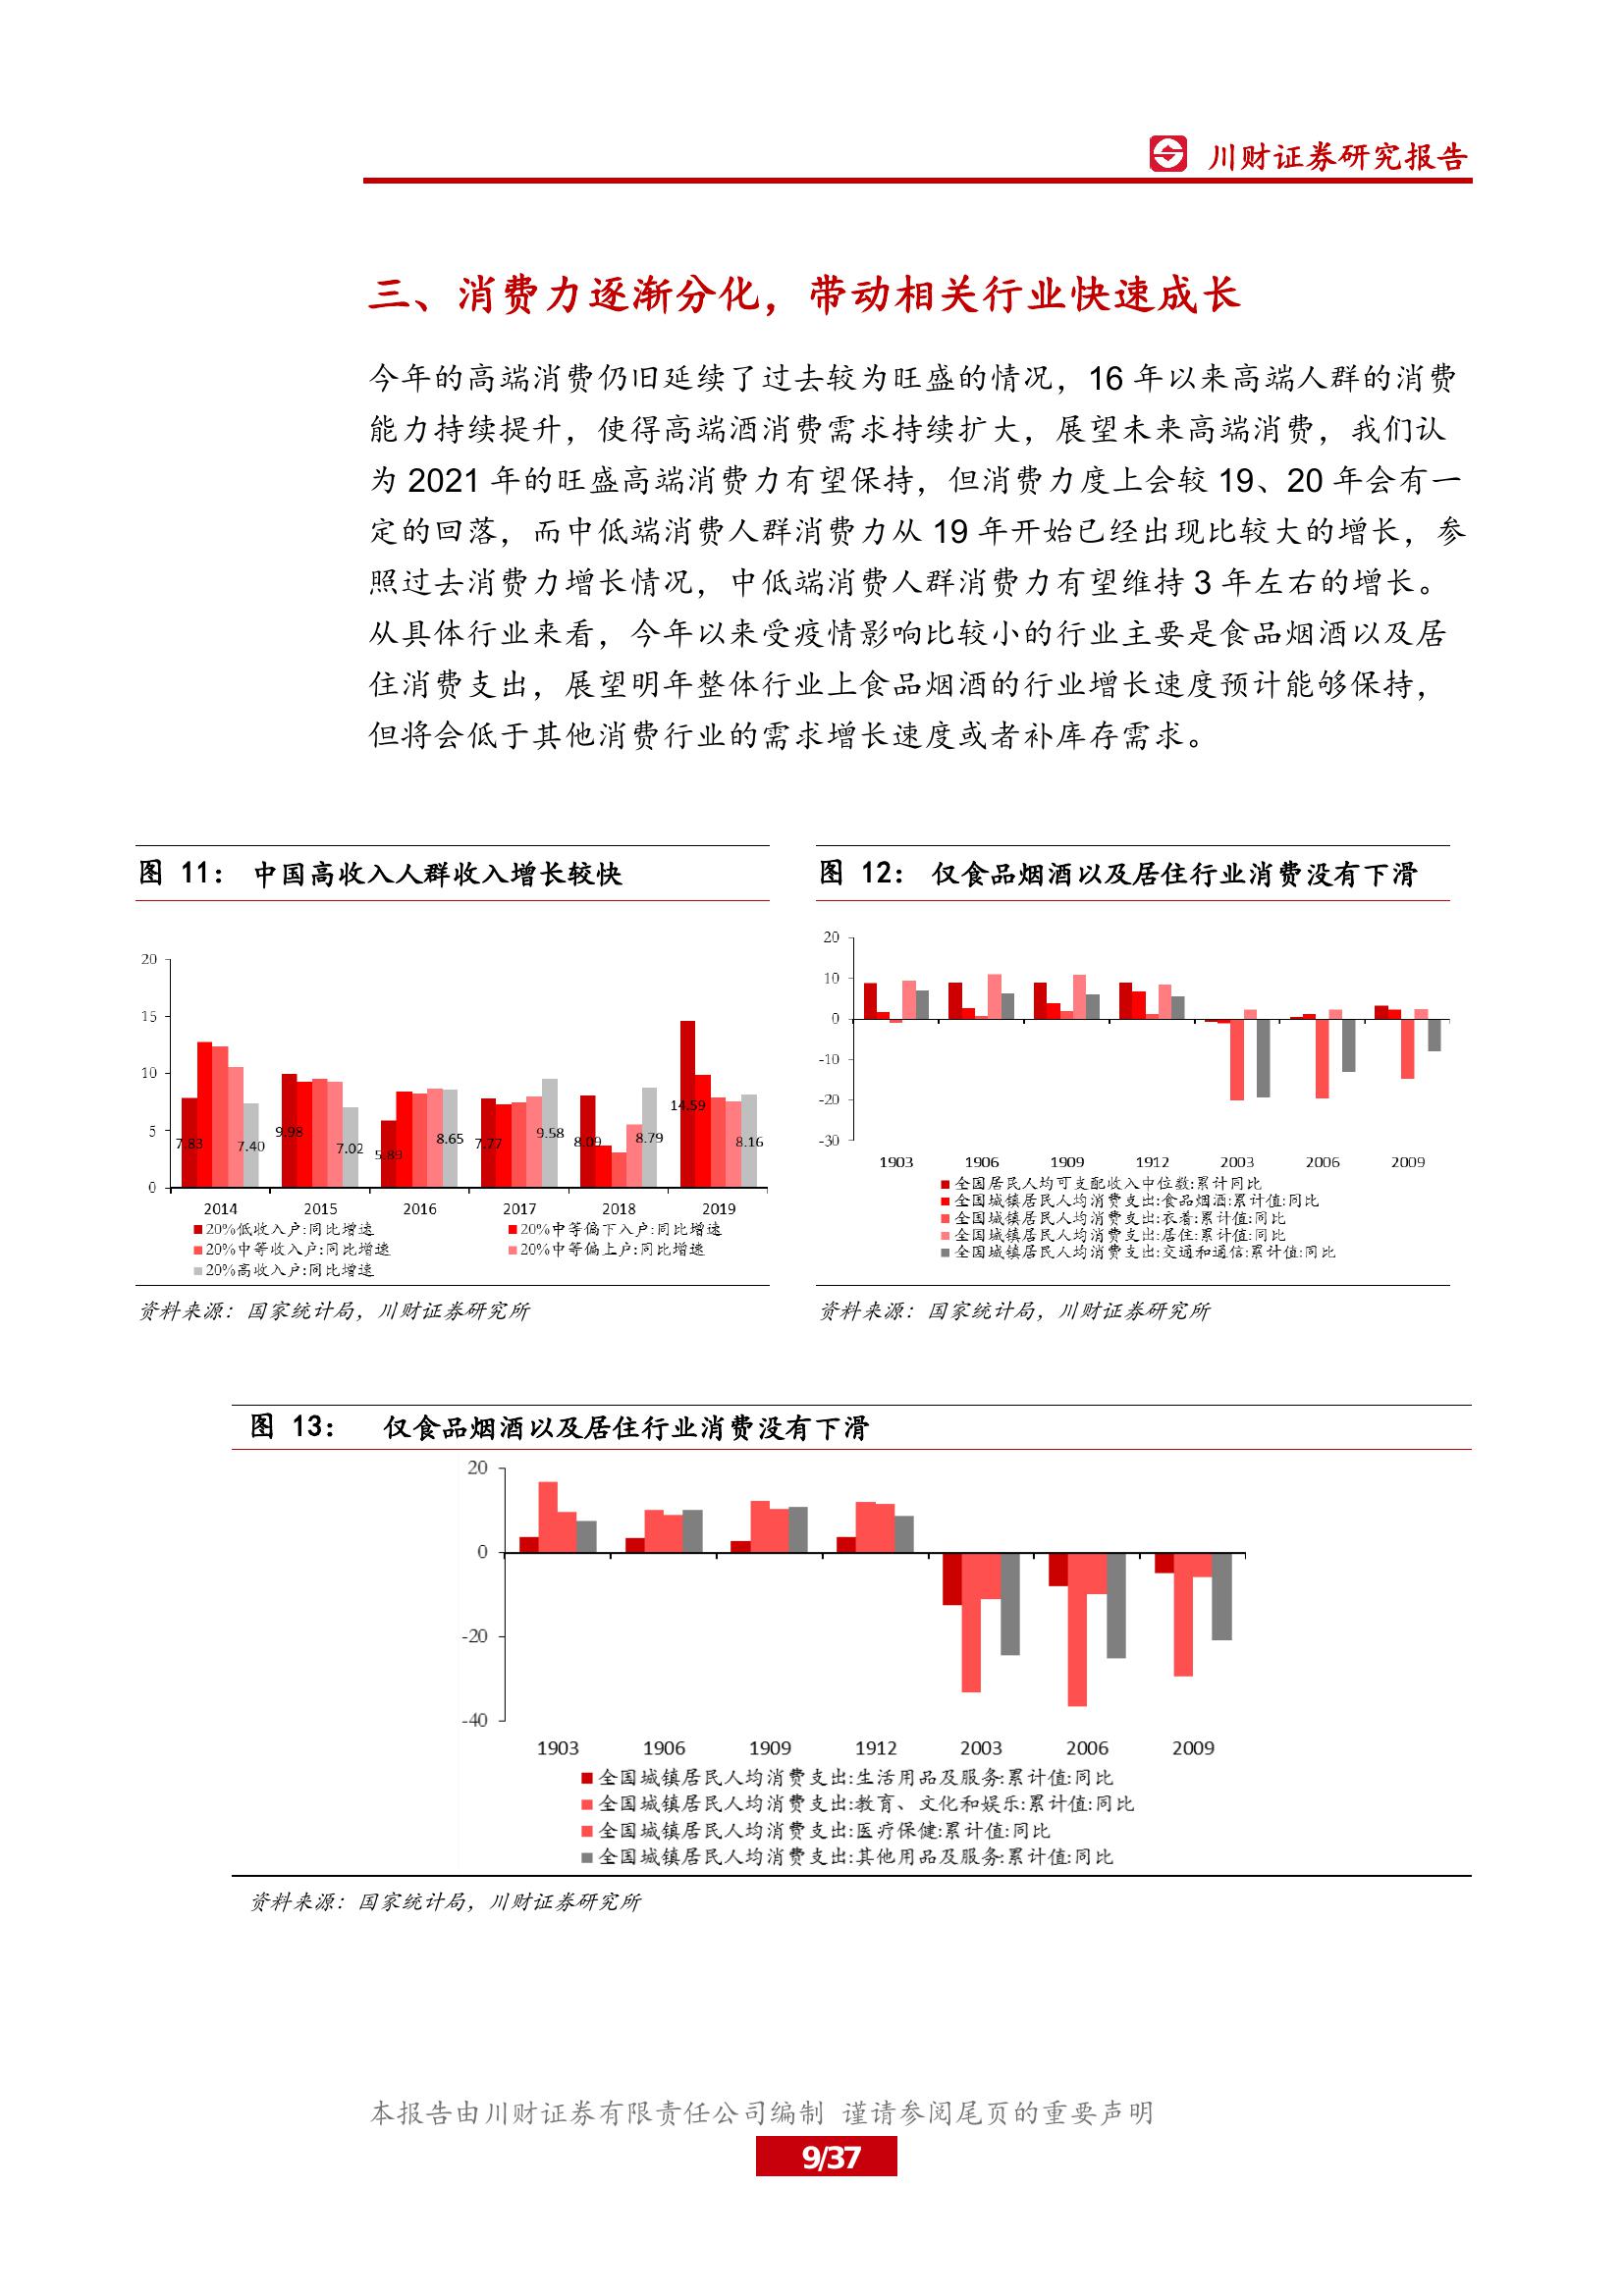 川财证券研究报告
三、消费力逐渐分化，带动相关行业快速成长
今年的高端消费仍旧延续了过去较为旺盛的情况，16 年以来高端人群的消费
能力持续提升，使得高端酒消费需求持续扩大，展望未来高端消费，我们认
为 2021 年的旺盛高端消费力有望保持，但消费力度上会较 19、20 年会有一
定的回落，而中低端消费人群消费力从 19 年开始已经出现比较大的增长，参
照过去消费力增长情况，中低端消费人群消费力有望维持 3 年左右的增长。
从具体行业来看，今年以来受疫情影响比较小的行业主要是食品烟酒以及居
住消费支出，展望明年整体行业上食品烟酒的行业增长速度预计能够保持，
但将会低于其他消费行业的需求增长速度或者补库存需求。
图 11： 中国高收入人群收入增长较快
20
15
10
5
0
7.83 7.40 9.98 7.02 5.89 8.65 7.77 9.58 8.09 8.79 14.59 8.16
2014 2015 2016 2017 2018 2019
20%低收入户:同比增速 20%中等偏下入户:同比增速
20%中等收入户:同比增速 20%中等偏上户:同比增速
20%高收入户:同比增速
资料来源：国家统计局，川财证券研究所
图 12： 仅食品烟酒以及居住行业消费没有下滑
20
10
0
-10
-20
-30
1903 1906 1909 1912 2003 2006 2009
全国居民人均可支配收入中位数:累计同比
全国城镇居民人均消费支出:食品烟酒:累计值:同比
全国城镇居民人均消费支出:衣着:累计值:同比
全国城镇居民人均消费支出:居住:累计值:同比
全国城镇居民人均消费支出:交通和通信:累计值:同比
资料来源：国家统计局，川财证券研究所
图 13： 仅食品烟酒以及居住行业消费没有下滑
20
0
-20
-40
1903 1906 1909 1912 2003 2006 2009
全国城镇居民人均消费支出:生活用品及服务:累计值:同比
全国城镇居民人均消费支出:教育、文化和娱乐:累计值:同比
全国城镇居民人均消费支出:医疗保健:累计值:同比
全国城镇居民人均消费支出:其他用品及服务:累计值:同比
资料来源：国家统计局，川财证券研究所
本报告由川财证券有限责任公司编制 谨请参阅尾页的重要声明
9/37